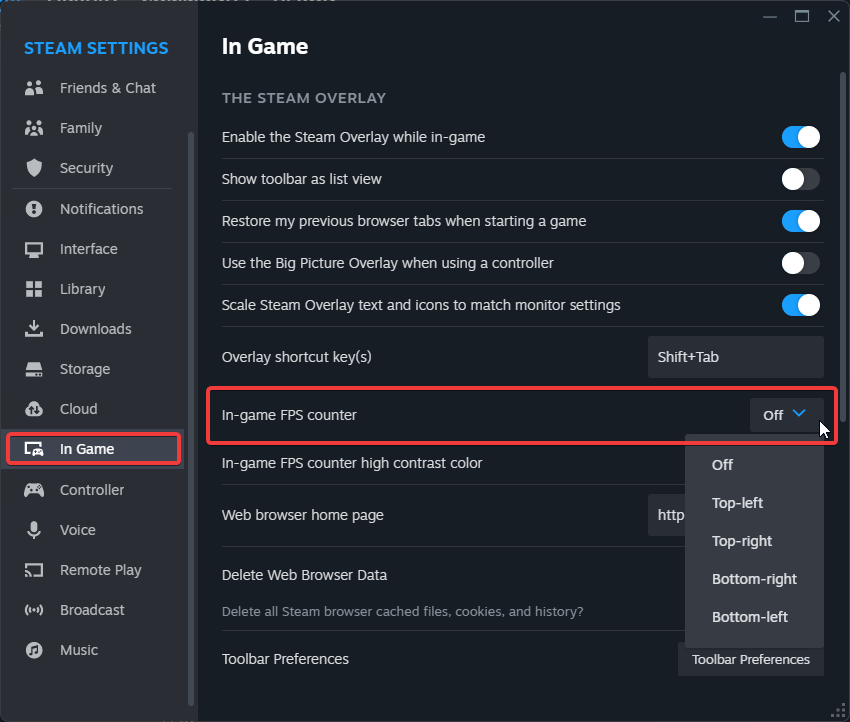 STEAM SETTINGS
Friends & Chat
Family
Security
Notifications
Interface
Library
Downloads
Storage
Cloud
In Game
Controller
Voice
Remote Play
Broadcast
Music
In Game
THE STEAM OVERLAY
Enable the Steam Overlay while in-game
Show toolbar as list view
Restore my previous browser tabs when starting a game
Use the Big Picture Overlay when using a controller
Scale Steam Overlay text and icons to match monitor settings
Overlay shortcut key(s) Shift+Tab
In-game FPS counter Off
In-game FPS counter high contrast color
Web browser home page http
Delete Web Browser Data
Delete all Steam browser cached files, cookies, and history?
Toolbar Preferences Toolbar Preferences
Off
Top-left
Top-right
Bottom-right
Bottom-left